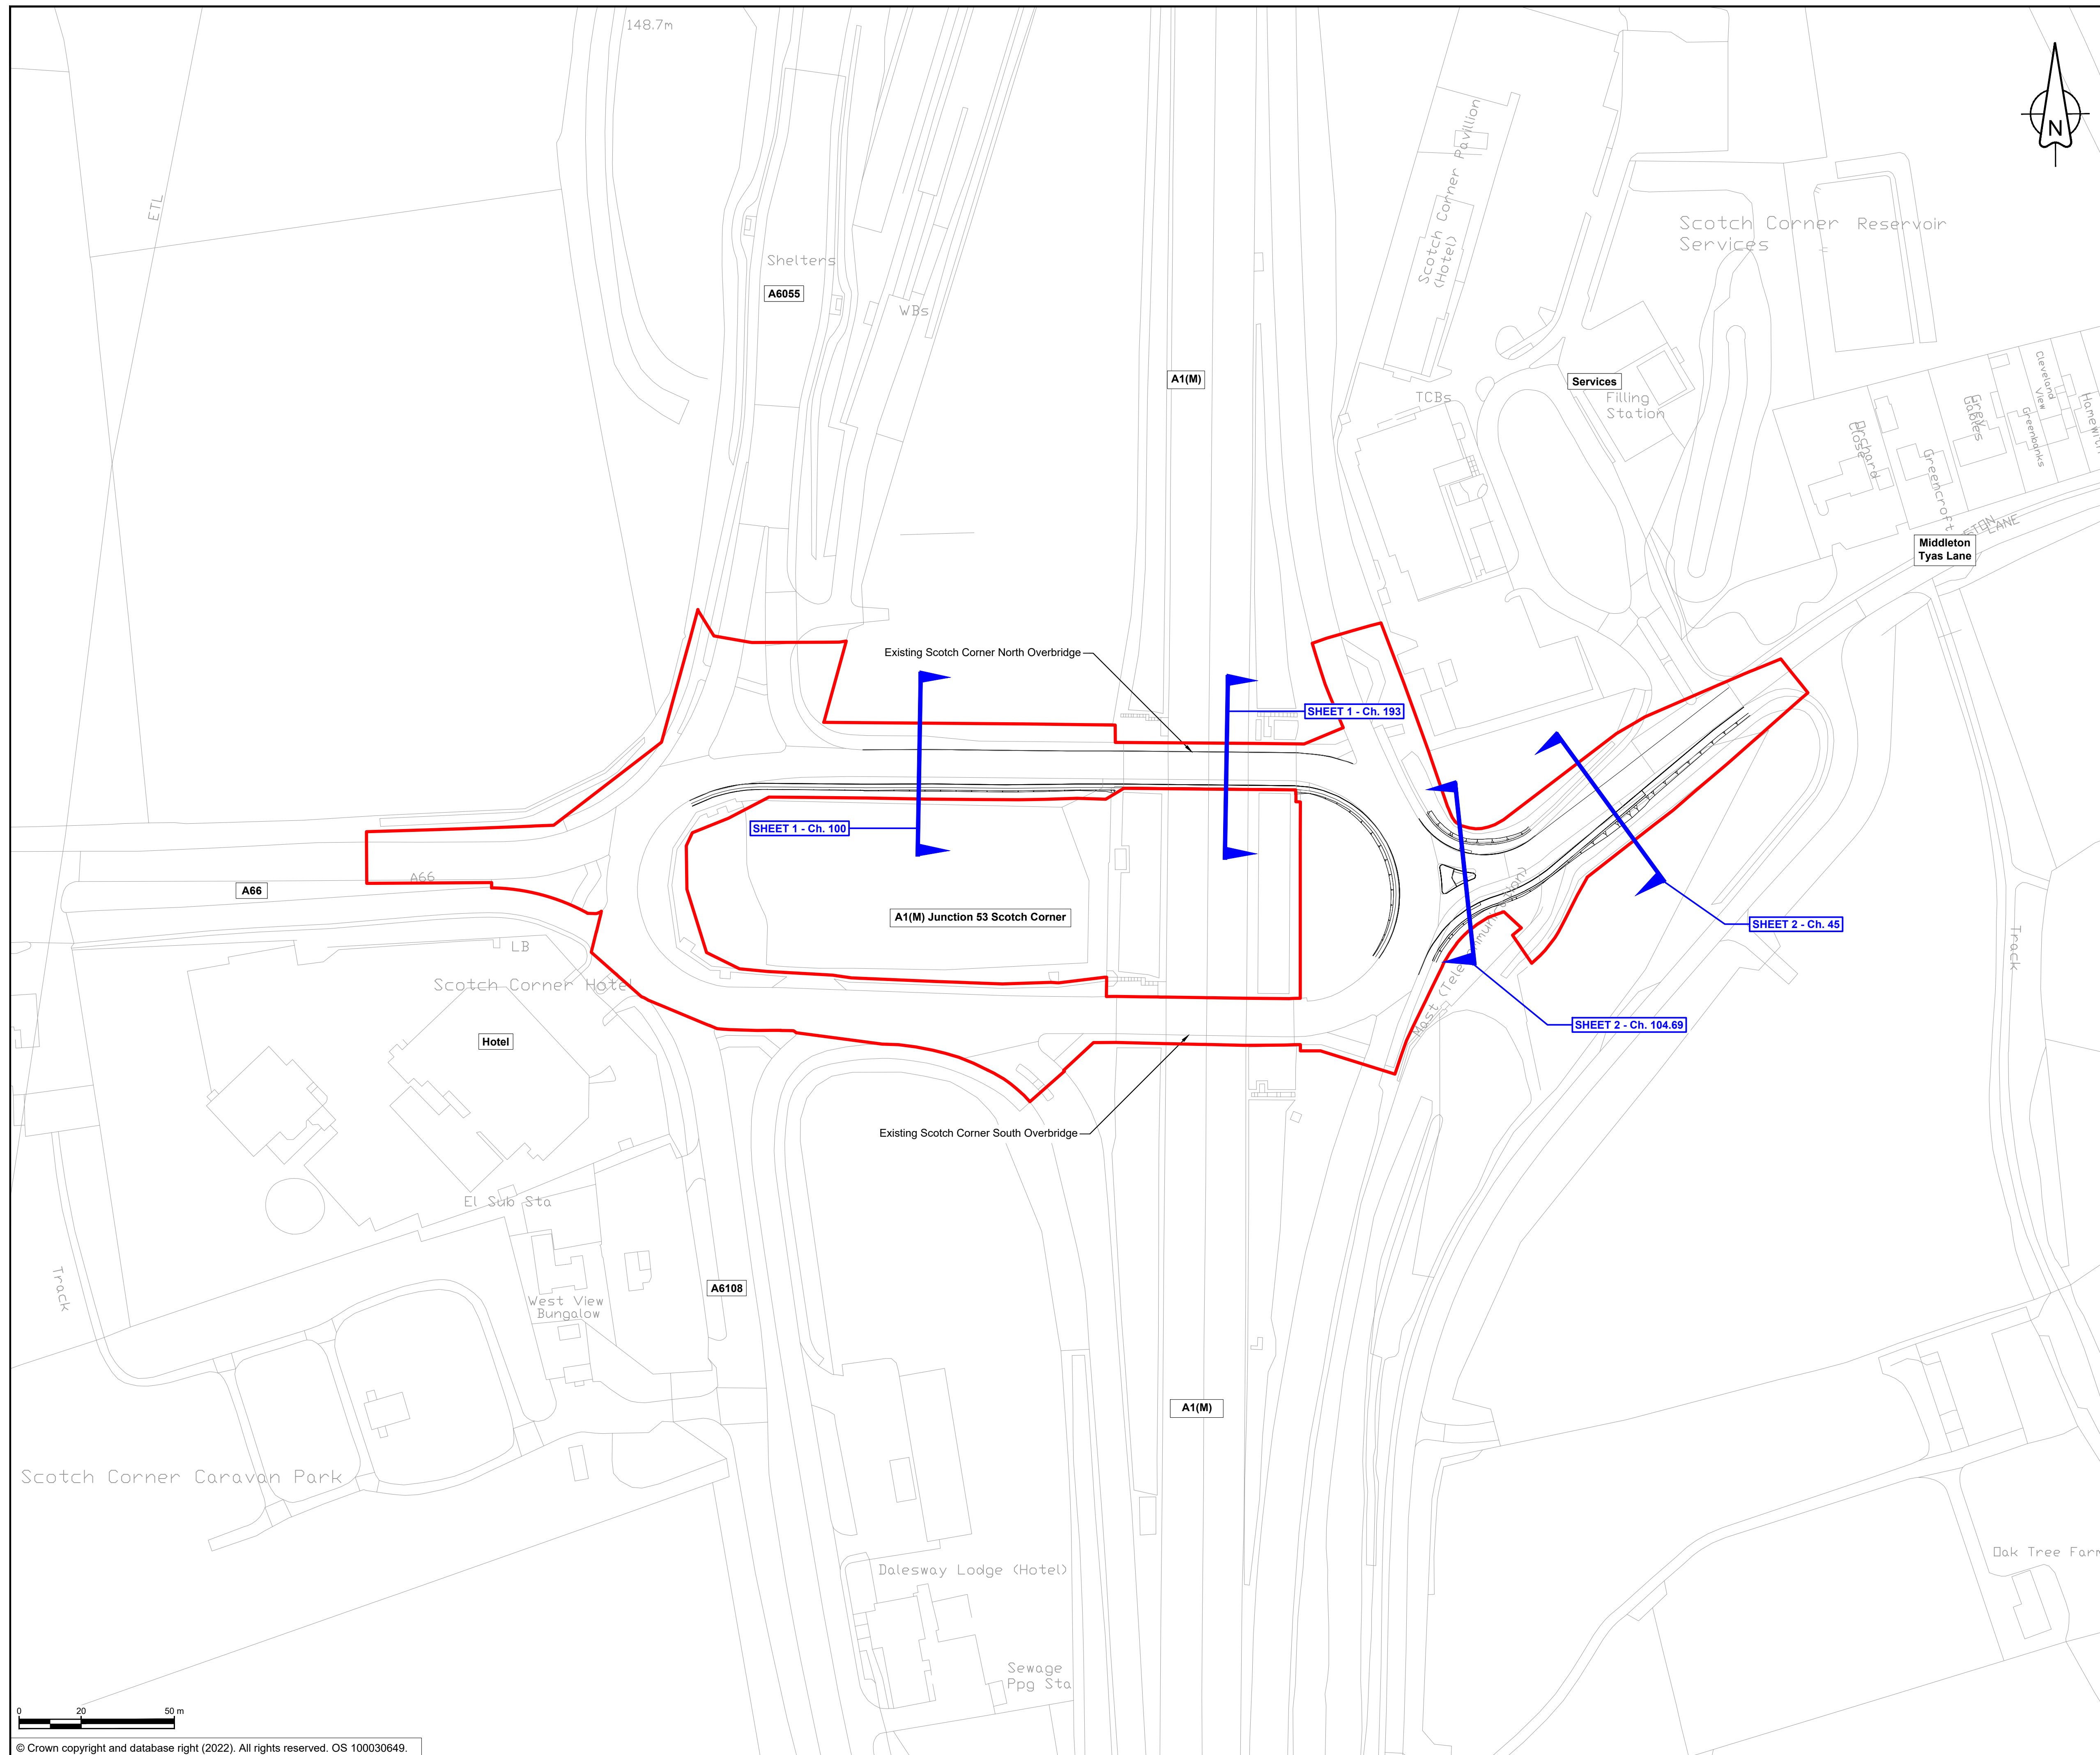 148.7m
N
ETL
Scotch Corner Pavillion
(Hotel)
Scotch Corner
Services
Reservoir
Shelters
A6055
WBs
A1(M)
Services
TCBs
Filling
Station
Orchard
Close
Grey
Gables
Greencroft
Greenbanks
Cleveland
View
LANE
Middleton
Tyas Lane
Existing Scotch Corner North Overbridge
SHEET 1 - Ch. 193
SHEET 1 - Ch. 100
A66
A66
A1(M) Junction 53 Scotch Corner
SHEET 2 - Ch. 45
Track
LB
Scotch Corner Hotel
Hotel
SHEET 2 - Ch. 104.69
Existing Scotch Corner South Overbridge
El Sub Sta
Track
A6108
West View
Bungalow
A1(M)
Scotch Corner Caravan Park
Dalesway Lodge (Hotel)
Oak Tree Farm
Sewage
Ppg Sta
0 20 50 m
© Crown copyright and database right (2022). All rights reserved. OS 100030649.